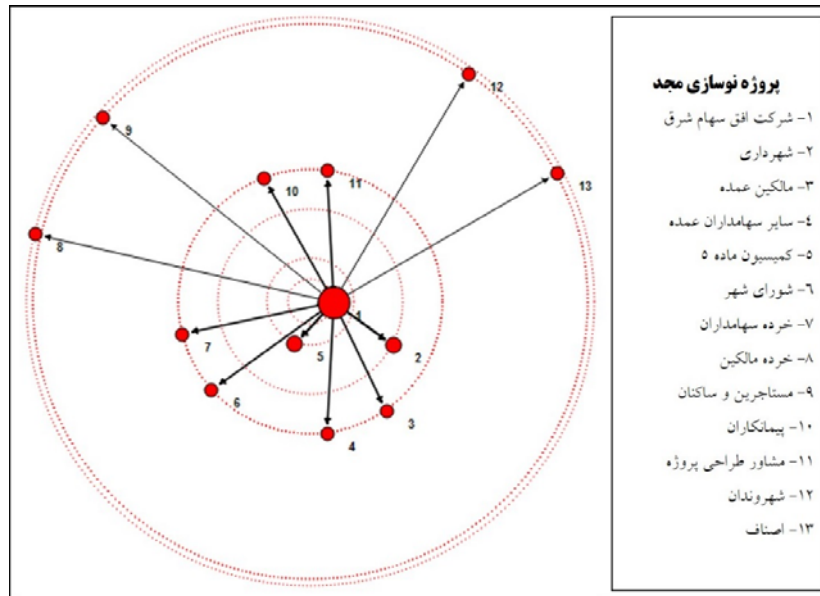 پروژه نوسازی مجد
۱- شرکت افق سهام شرق
۲- شهرداری
۳- مالکین عمده
٤- سایر سهامداران عمده
۵- کمیسیون ماده ۵
٦- شورای شهر
۷- خرده سهامداران
۸- خرده مالکین
۹- مستاجرین و ساکنان
۱۰- پیمانکاران
۱۱- مشاور طراحی پروژه
۱۲- شهروندان
۱۳- اصناف
12
9
13
11
10
8
1
7
5
2
6
3
4